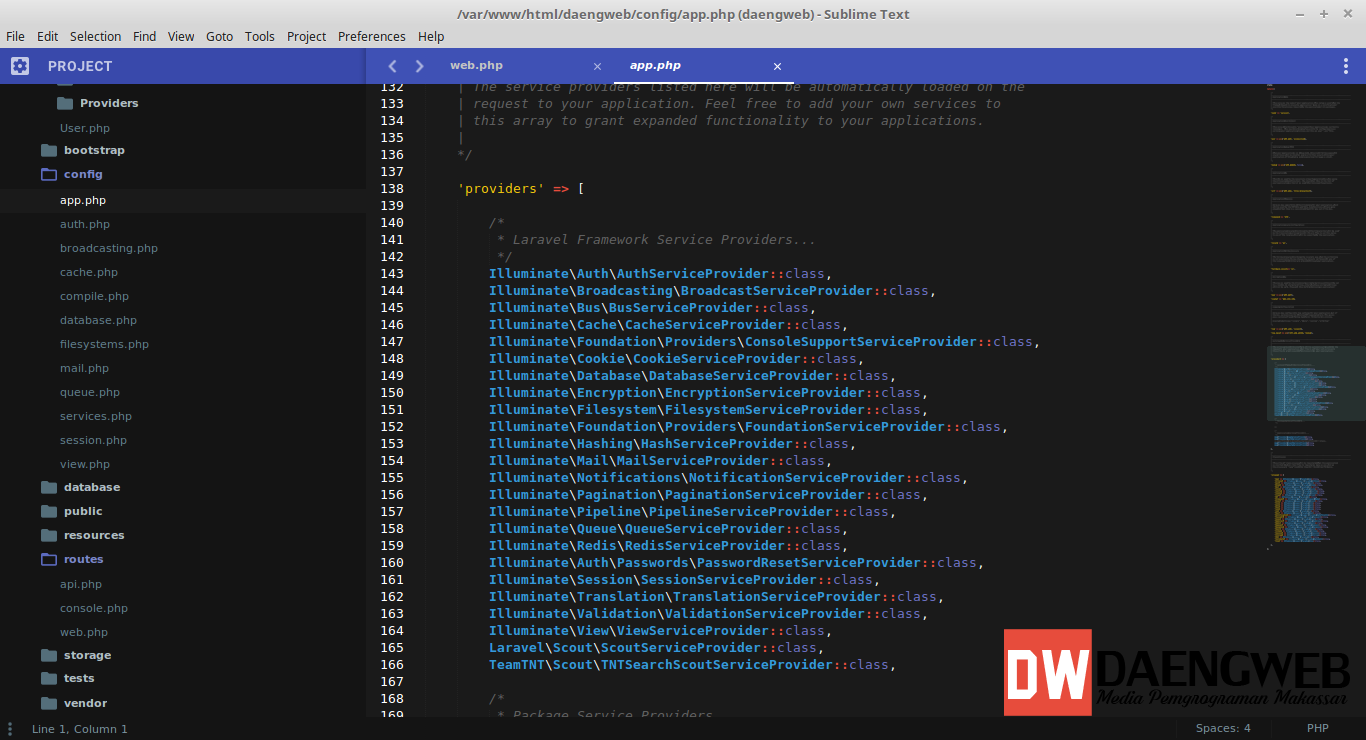 /var/www/html/daengweb/config/app.php (daengweb) - Sublime Text
File Edit Selection Find View Goto Tools Project Preferences Help
PROJECT
Providers
User.php
bootstrap
config
app.php
auth.php
broadcasting.php
cache.php
compile.php
database.php
filesystems.php
mail.php
queue.php
services.php
session.php
view.php
database
public
resources
routes
api.php
console.php
web.php
storage
tests
vendor
web.php app.php
132 | The service providers listed here will be automatically loaded on the
133 | request to your application. Feel free to add your own services to
134 | this array to grant expanded functionality to your applications.
135 |
136 */
137
138 'providers' => [
139
140 /*
141 * Laravel Framework Service Providers...
142 */
143 Illuminate\Auth\AuthServiceProvider::class,
144 Illuminate\Broadcasting\BroadcastServiceProvider::class,
145 Illuminate\Bus\BusServiceProvider::class,
146 Illuminate\Cache\CacheServiceProvider::class,
147 Illuminate\Foundation\Providers\ConsoleSupportServiceProvider::class,
148 Illuminate\Cookie\CookieServiceProvider::class,
149 Illuminate\Database\DatabaseServiceProvider::class,
150 Illuminate\Encryption\EncryptionServiceProvider::class,
151 Illuminate\Filesystem\FilesystemServiceProvider::class,
152 Illuminate\Foundation\Providers\FoundationServiceProvider::class,
153 Illuminate\Hashing\HashServiceProvider::class,
154 Illuminate\Mail\MailServiceProvider::class,
155 Illuminate\Notifications\NotificationServiceProvider::class,
156 Illuminate\Pagination\PaginationServiceProvider::class,
157 Illuminate\Pipeline\PipelineServiceProvider::class,
158 Illuminate\Queue\QueueServiceProvider::class,
159 Illuminate\Redis\RedisServiceProvider::class,
160 Illuminate\Auth\Passwords\PasswordResetServiceProvider::class,
161 Illuminate\Session\SessionServiceProvider::class,
162 Illuminate\Translation\TranslationServiceProvider::class,
163 Illuminate\Validation\ValidationServiceProvider::class,
164 Illuminate\View\ViewServiceProvider::class,
165 Laravel\Scout\ScoutServiceProvider::class,
166 TeamTNT\Scout\TNTSearchScoutServiceProvider::class,
167
168 /*
169 * Package Service Providers
DW DAENGWEB
Media Pemgrograman Makassar
Line 1, Column 1
Spaces: 4 PHP